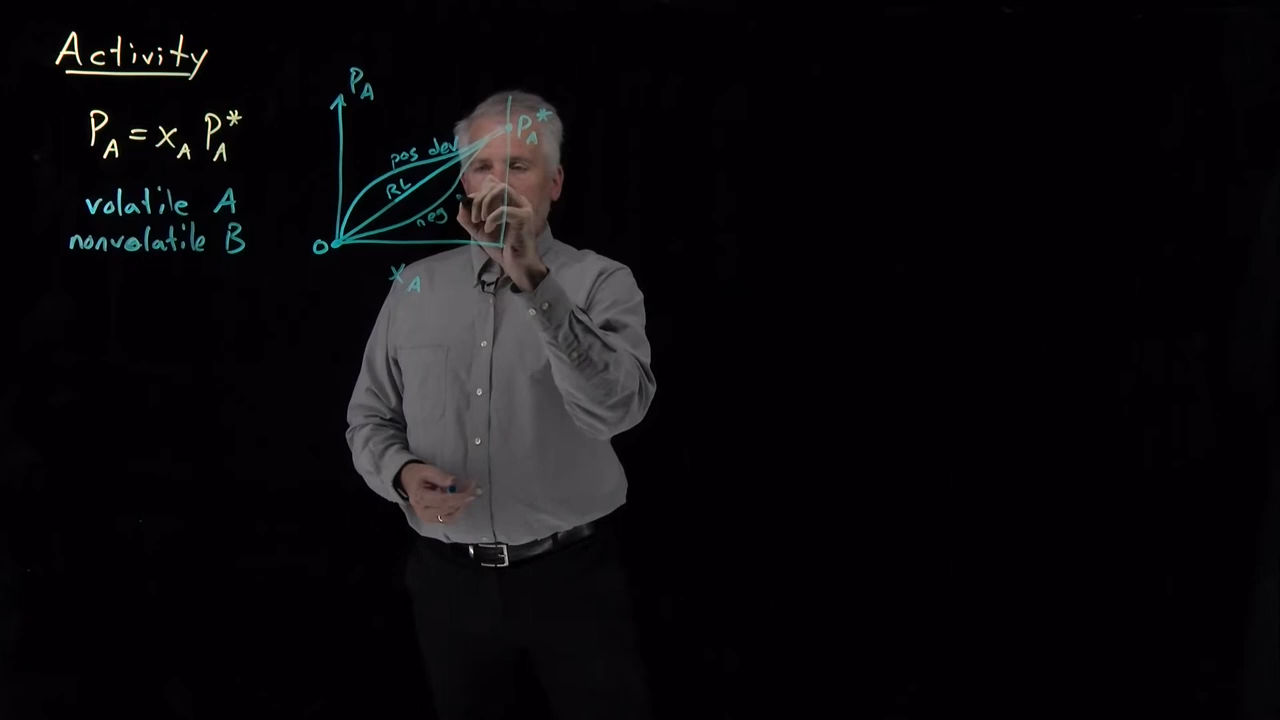 Activity
P_A = x_A P_A^*
volatile A
nonvolatile B
P_A
P_A^*
pos dev
RL
neg
0
x_A